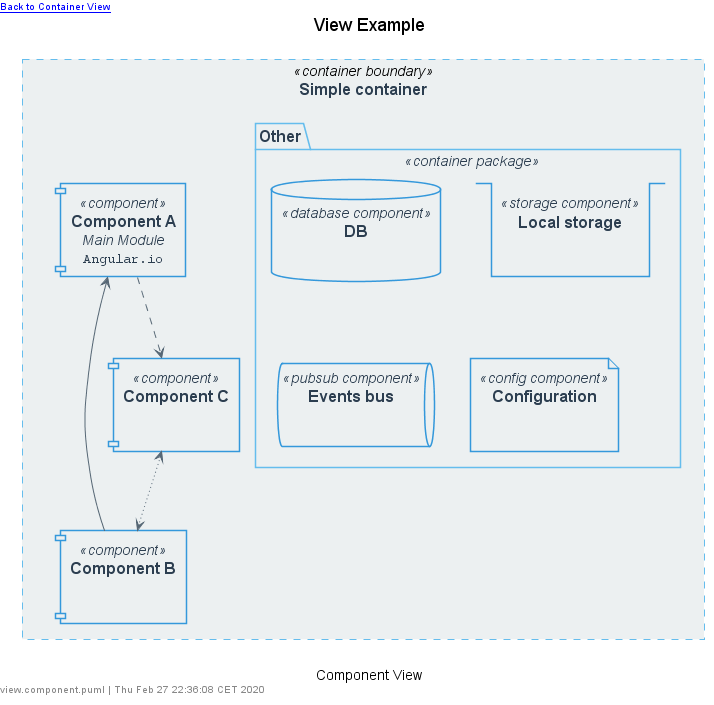 Back to Container View
View Example
«container boundary»
Simple container
Other
«container package»
«component»
Component A
Main Module
Angular.io
«database component»
DB
«storage component»
Local storage
«component»
Component C
«pubsub component»
Events bus
«config component»
Configuration
«component»
Component B
Component View
view.component.puml | Thu Feb 27 22:36:08 CET 2020